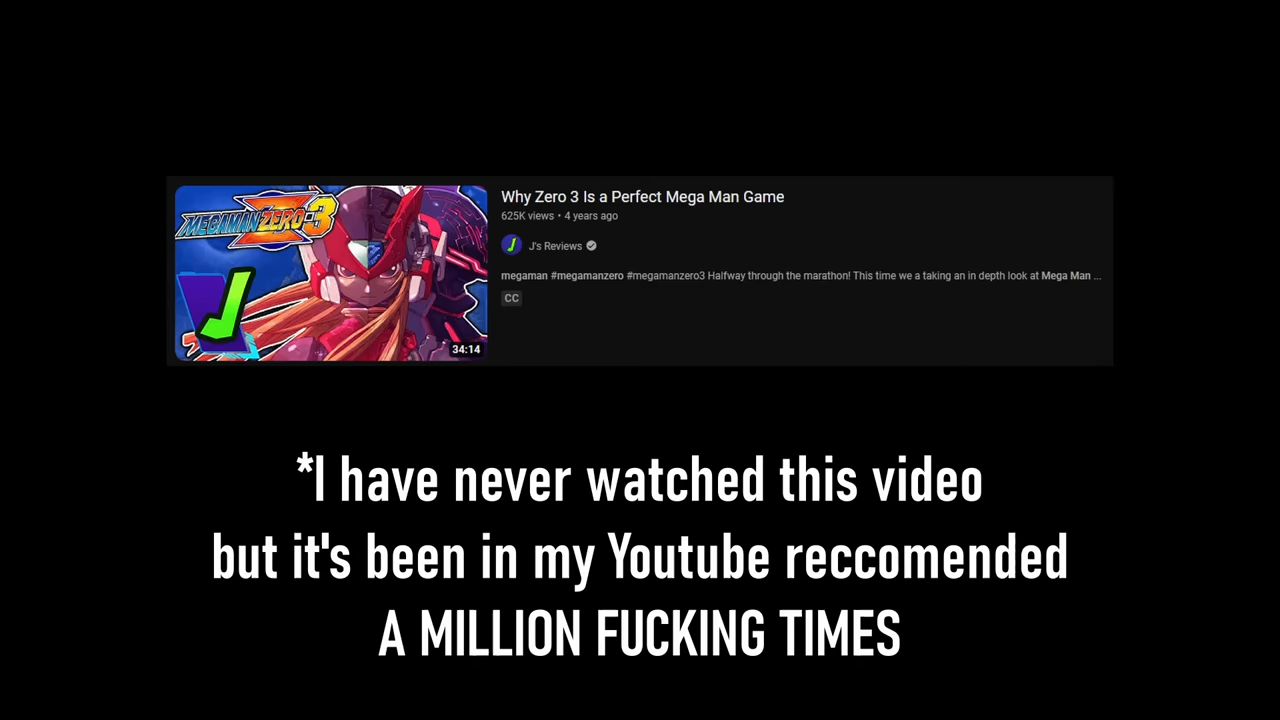 MEGAMAN ZERO 3
J
34:14
Why Zero 3 Is a Perfect Mega Man Game
625K views • 4 years ago
J
J's Reviews
megaman #megamanzero #megamanzero3 Halfway through the marathon! This time we a taking an in depth look at Mega Man ...
CC
*I have never watched this video
but it's been in my Youtube reccomended
A MILLION FUCKING TIMES